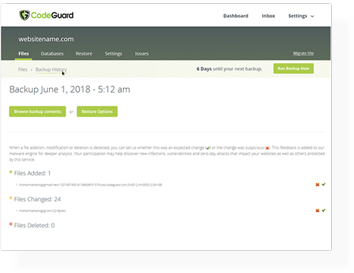 CodeGuard
Dashboard Inbox Settings
websitename.com
Files Databases Restore Settings Issues
Migrate Site
Files › Backup History
6 Days until your next backup.
Run Backup Now
Backup June 1, 2018 - 5:12 am
Browse backup contents or Restore Options
When a file addition, modification or deletion is detected, you can tell us whether this was an expected change or the change was suspicious. This feedback is added to our
malware engine for deeper analysis. Your participation may help discover new infections, vulnerabilities and zero-day attacks that impact your websites as well as others protected
by this service.
Files Added: 1
Files Changed: 24
Files Deleted: 0